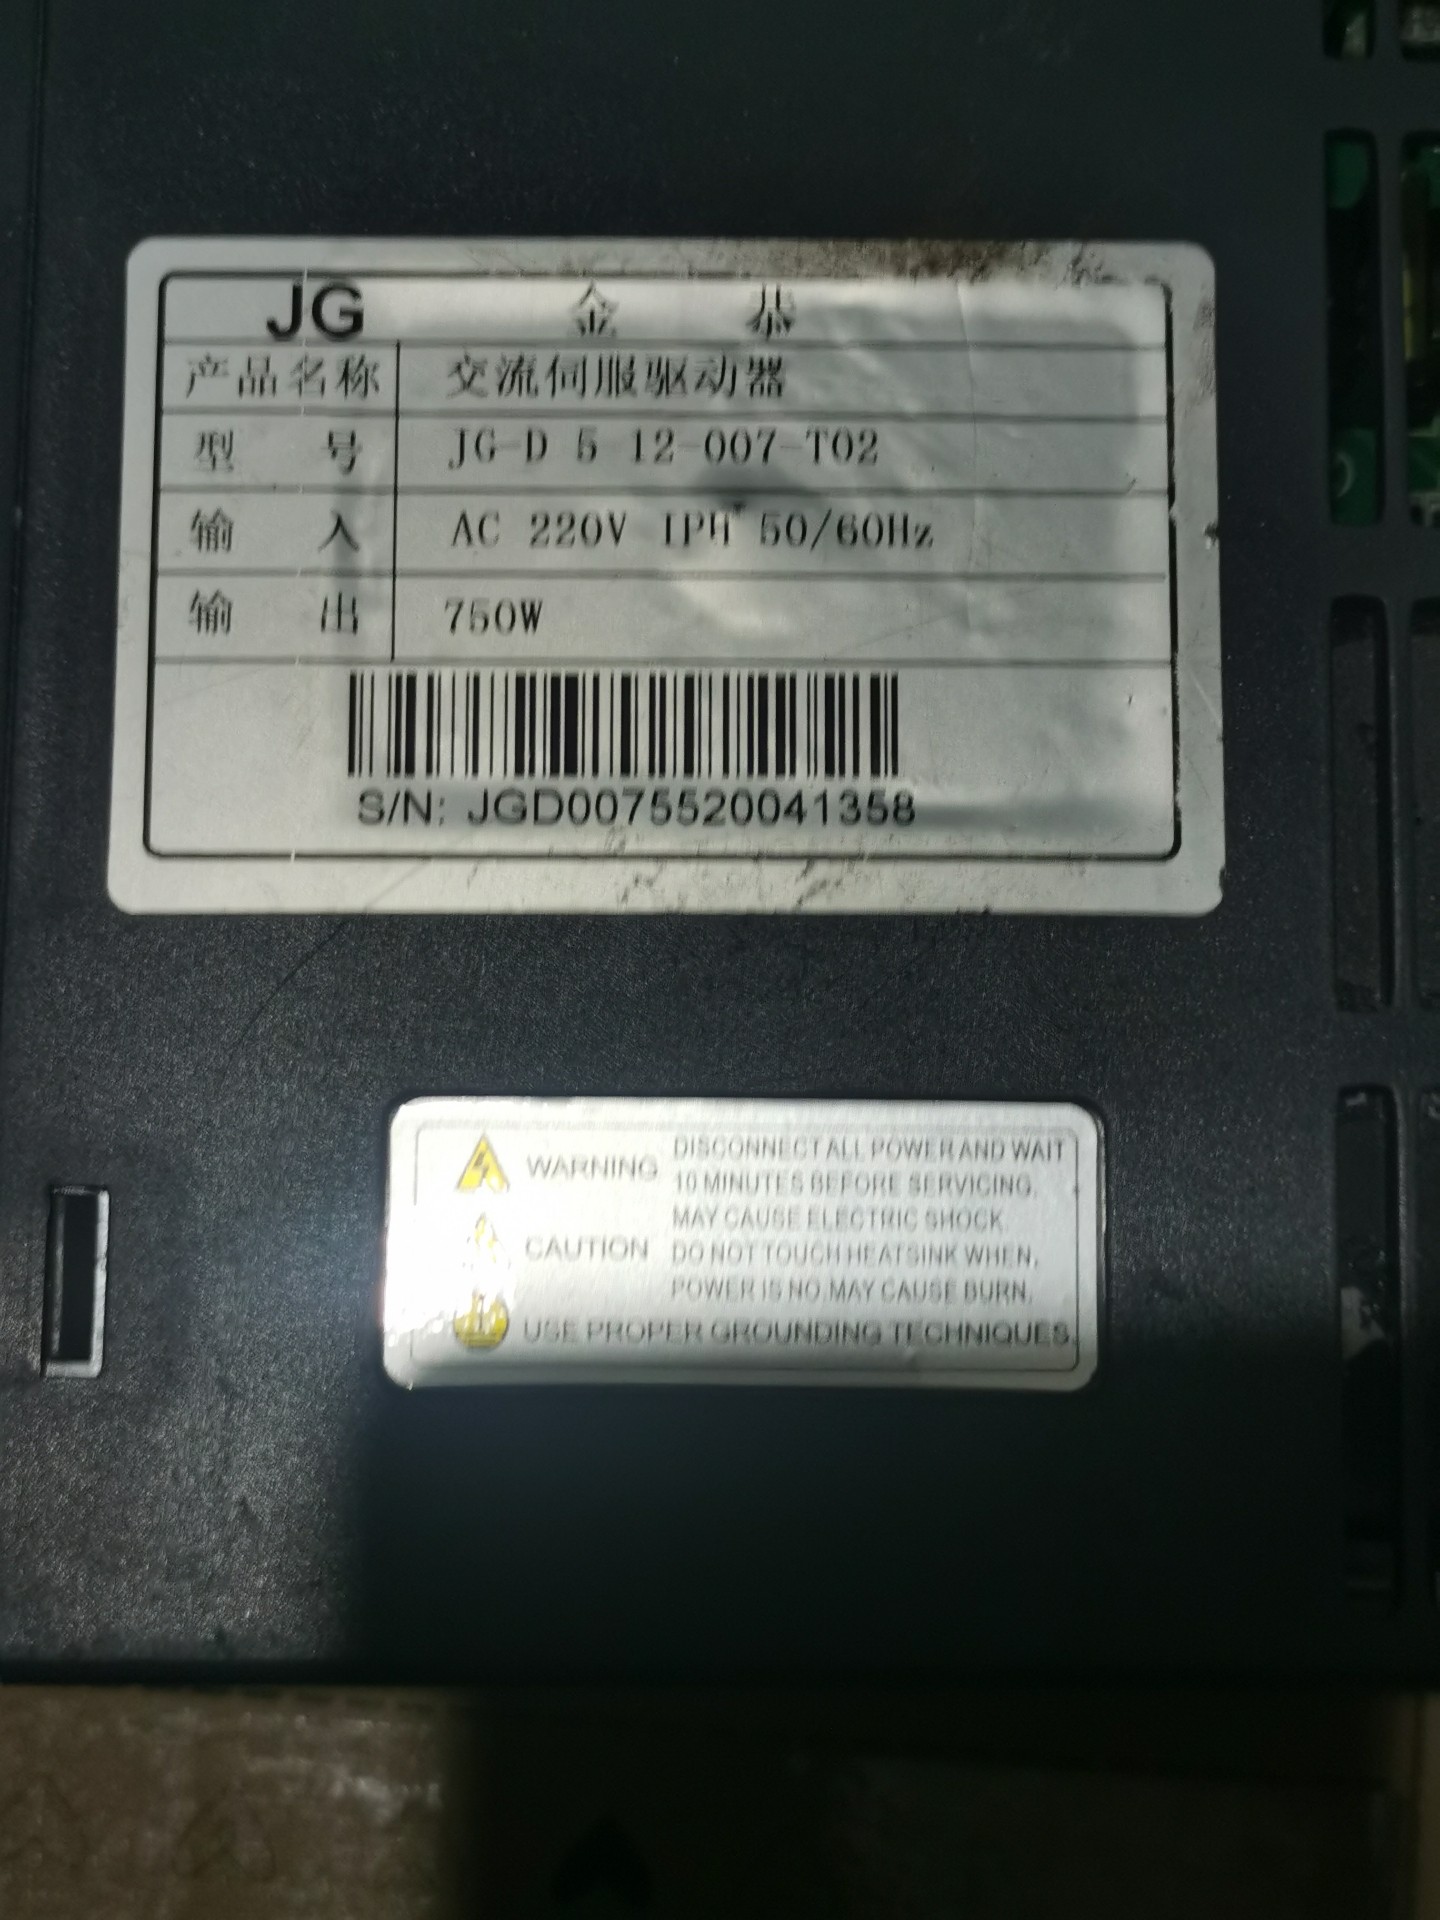 JG 金 恭
产品名称 交流伺服驱动器
型 号 JG-D 5 12-007-T02
输 入 AC 220V 1PH 50/60Hz
输 出 750W
S/N: JGD0075520041358
WARNING DISCONNECT ALL POWER AND WAIT
10 MINUTES BEFORE SERVICING.
MAY CAUSE ELECTRIC SHOCK.
CAUTION DO NOT TOUCH HEATSINK WHEN,
POWER IS NO.MAY CAUSE BURN.
USE PROPER GROUNDING TECHNIQUES.